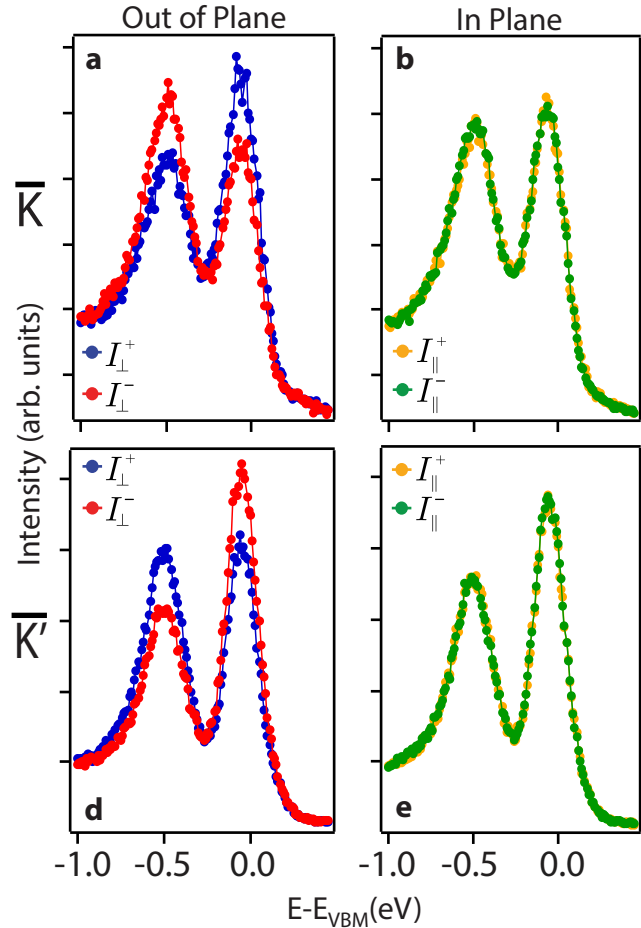 Out of Plane
In Plane
a
b
K̅
I⊥⁺
I⊥⁻
I∥⁺
I∥⁻
Intensity (arb. units)
I⊥⁺
I⊥⁻
I∥⁺
I∥⁻
K̅′
d
e
-1.0 -0.5 0.0
-1.0 -0.5 0.0
E-E_VBM(eV)